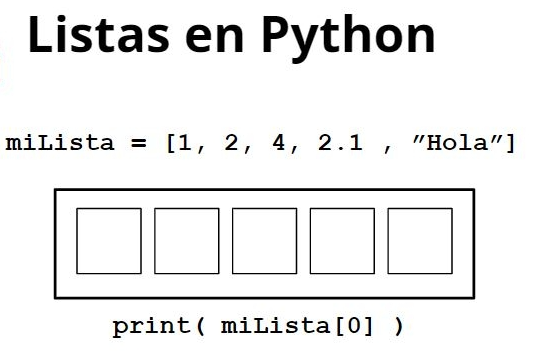 Listas en Python
miLista = [1, 2, 4, 2.1 , ”Hola”]
print( miLista[0] )